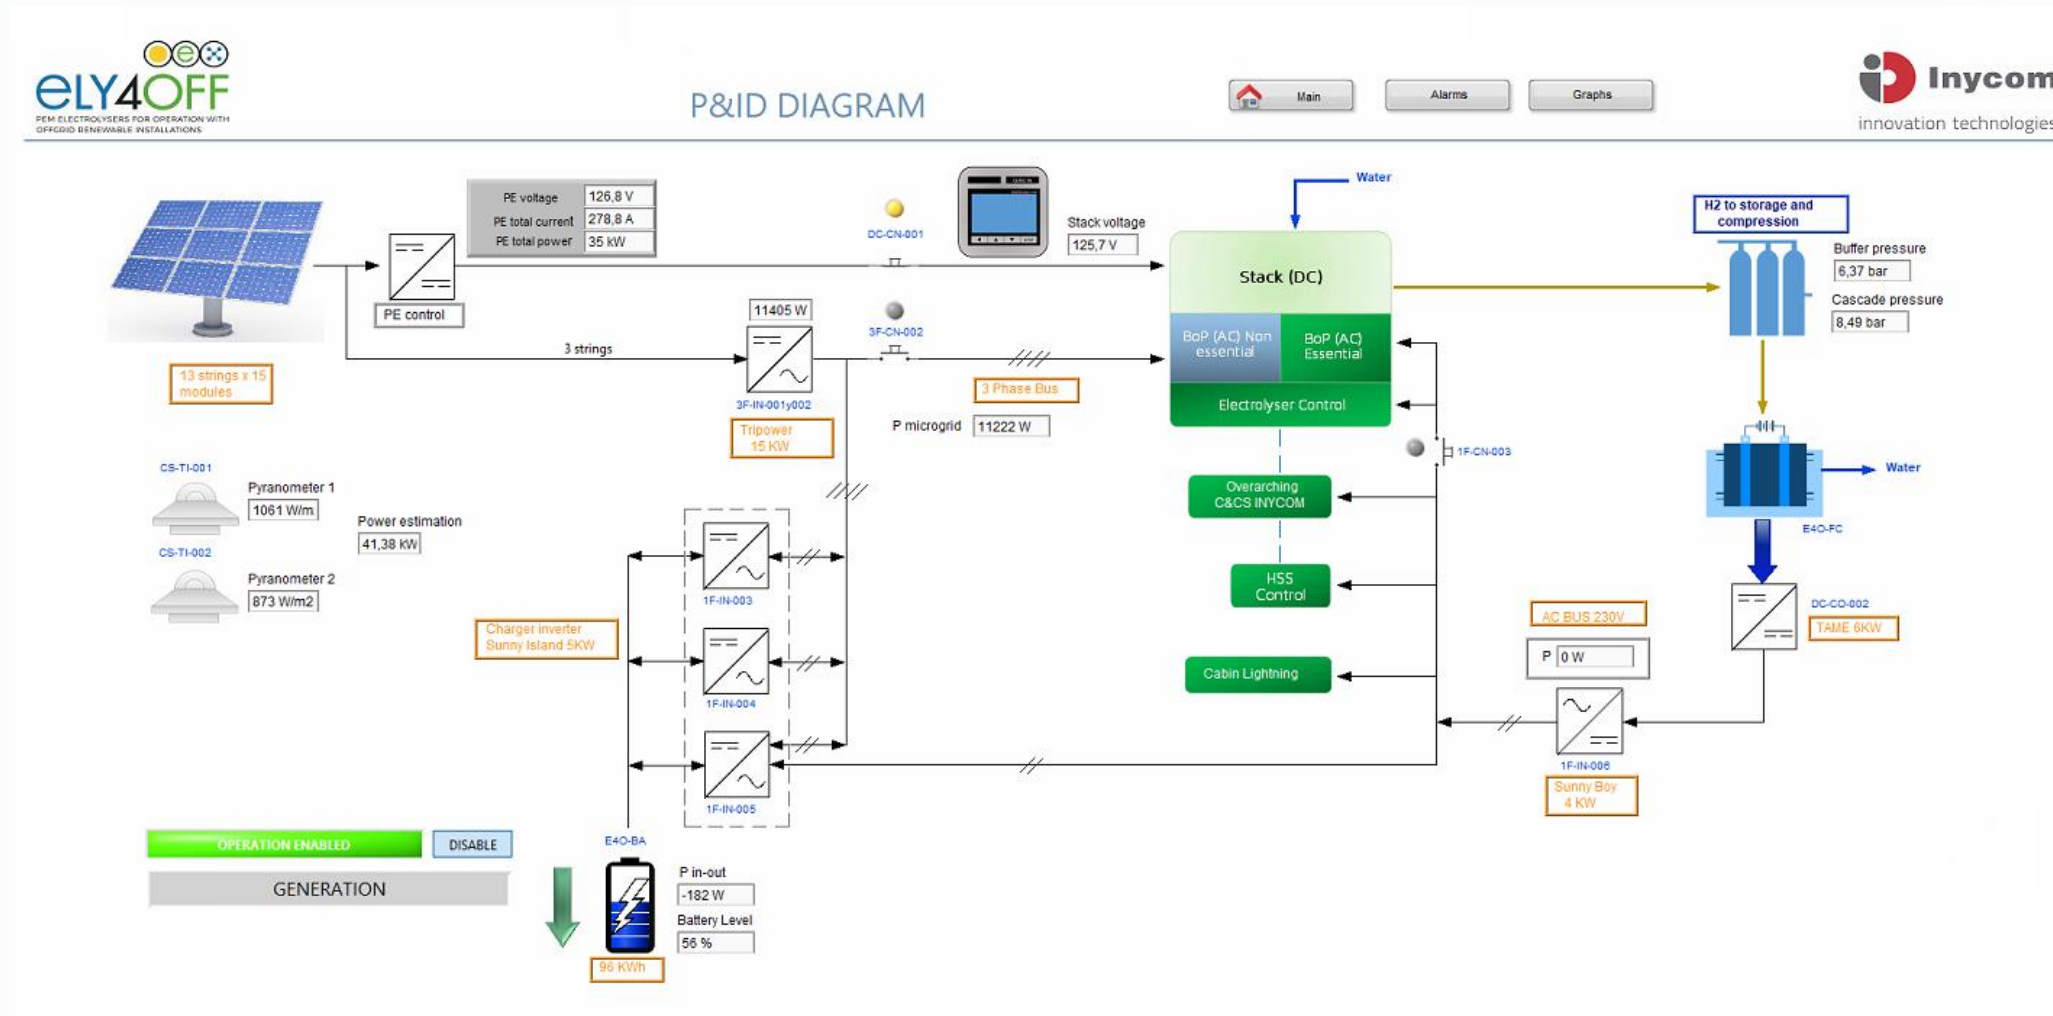 oex
eLY4OFF
PEM ELECTROLYSERS FOR OPERATION WITH
OFFGRID RENEWABLE INSTALLATIONS
P&ID DIAGRAM
Main
Alarms
Graphs
Inycom
innovation technologies
PE voltage
126,8 V
PE total current
278,8 A
PE total power
35 kW
PE control
DC-CN-001
Stack voltage
125,7 V
Water
H2 to storage and
compression
Buffer pressure
6,37 bar
Cascade pressure
8,49 bar
Stack (DC)
BoP (AC) Non
essential
BoP (AC)
Essential
Electrolyser Control
13 strings x 15
modules
3 strings
11405 W
3F-IN-001y002
Tripower
15 KW
3F-CN-002
3 Phase Bus
P microgrid
11222 W
1F-CN-003
Water
E4O-FC
CS-TI-001
Pyranometer 1
1061 W/m
Power estimation
41,38 kW
CS-TI-002
Pyranometer 2
873 W/m2
Overarching
C&CS INYCOM
HSS
Control
Cabin Lightning
1F-IN-003
Charger inverter
Sunny Island 5KW
1F-IN-004
1F-IN-005
DC-CO-002
TAME 6KW
AC BUS 230V
P
0 W
1F-IN-006
Sunny Boy
4 KW
OPERATION ENABLED
DISABLE
GENERATION
E4O-BA
P in-out
-182 W
Battery Level
56 %
96 KWh